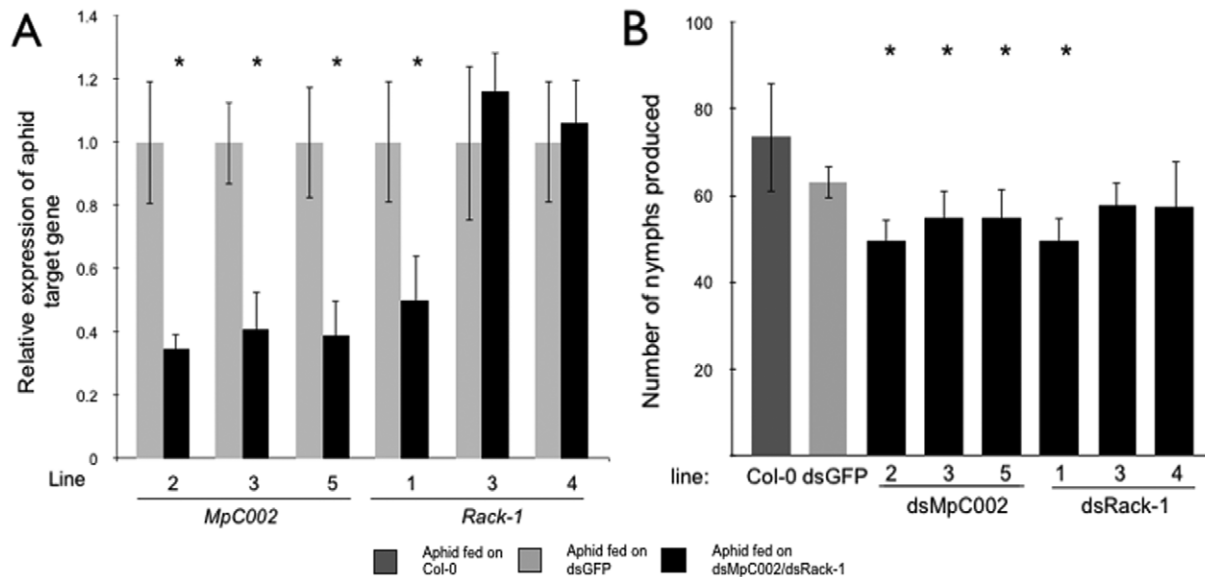 A
Relative expression of aphid
target gene
1.4
1.2
1.0
0.8
0.6
0.4
0.2
0
* * * *
Line 2 3 5 1 3 4
MpC002 Rack-1
B
Number of nymphs produced
100
80
60
40
20
* * * *
line: Col-0 dsGFP 2 3 5 1 3 4
dsMpC002 dsRack-1
Aphid fed on
Col-0
Aphid fed on
dsGFP
Aphid fed on
dsMpC002/dsRack-1